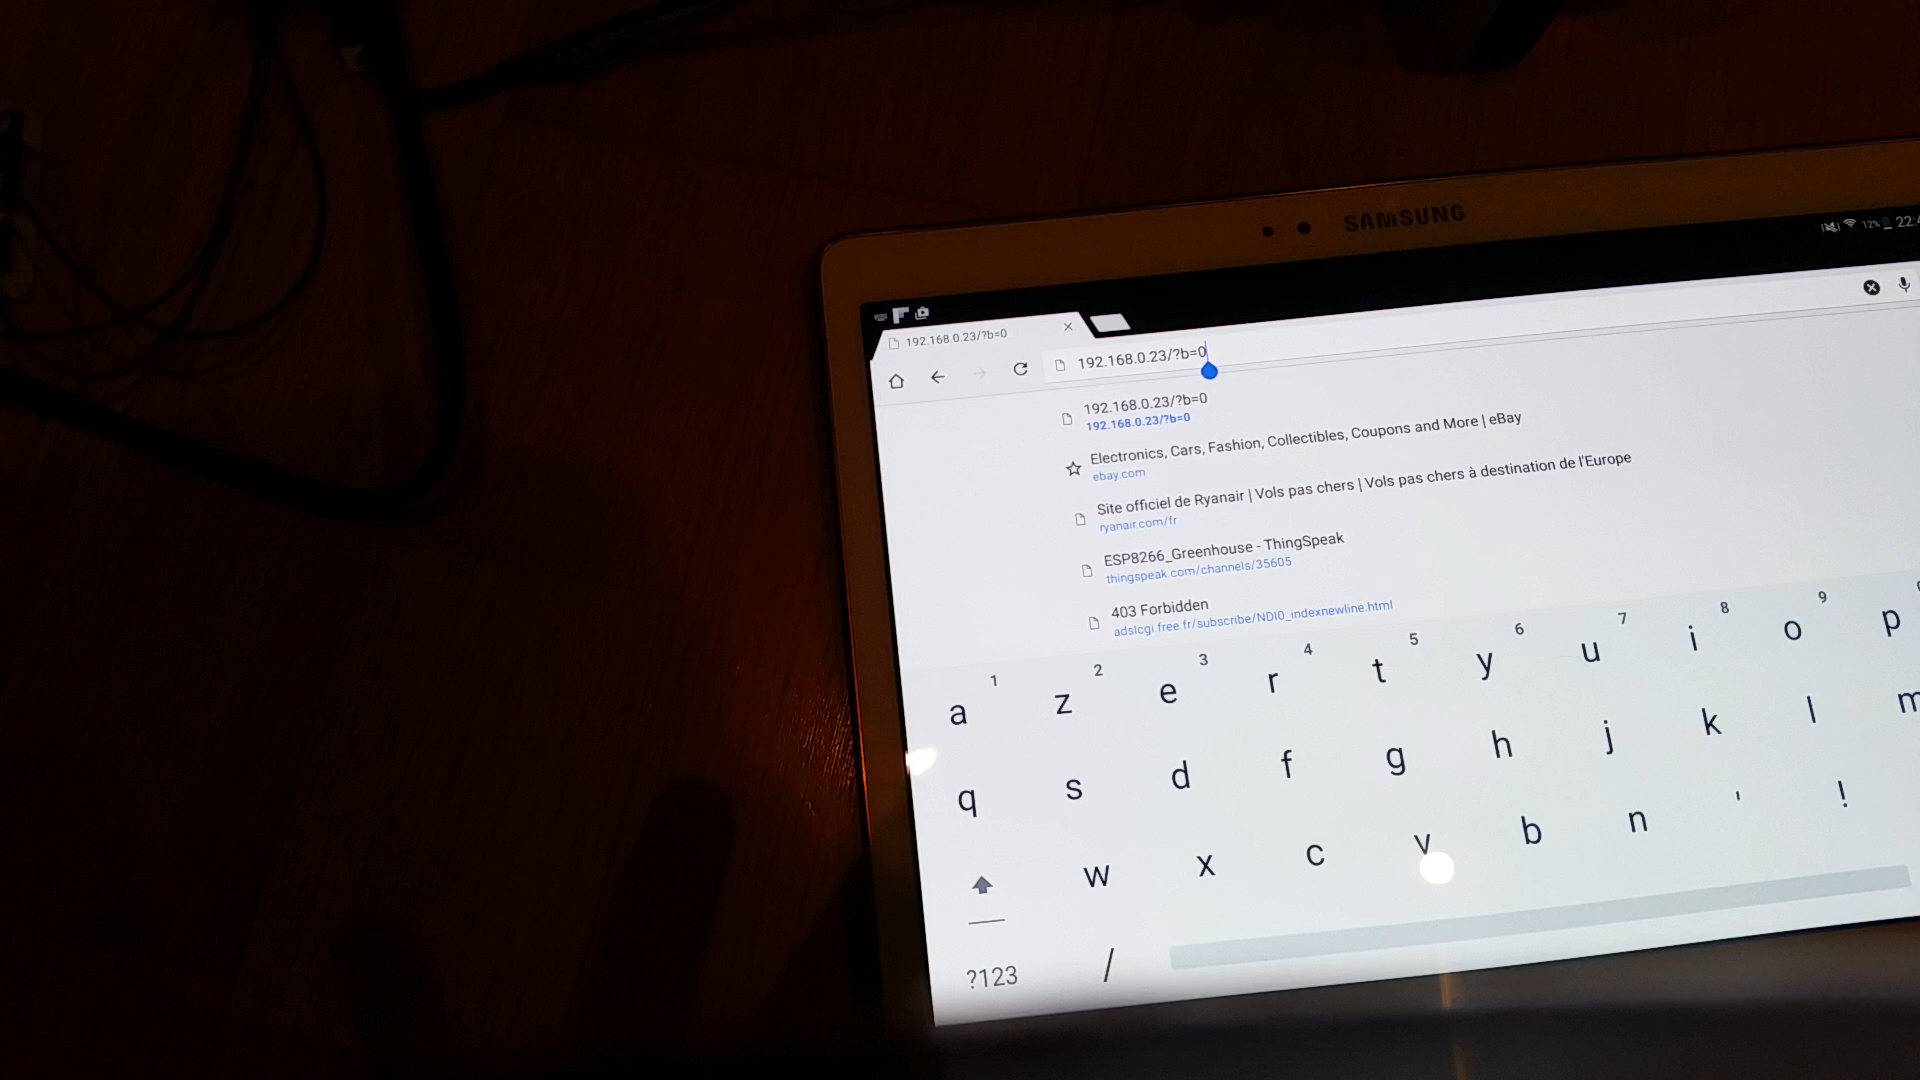 SAMSUNG
12%
192.168.0.23/?b=0
192.168.0.23/?b=0
192.168.0.23/?b=0
192.168.0.23/?b=0
Electronics, Cars, Fashion, Collectibles, Coupons and More | eBay
ebay.com
Site officiel de Ryanair | Vols pas chers | Vols pas chers à destination de l'Europe
ryanair.com/fr
ESP8266_Greenhouse - ThingSpeak
thingspeak.com/channels/35605
403 Forbidden
adslcgi.free.fr/subscribe/NDI0_indexnewline.html
1 2 3 4 5 6 7 8 9
a z e r t y u i o p
q s d f g h j k l m
w x c v b n ' !
?123 /